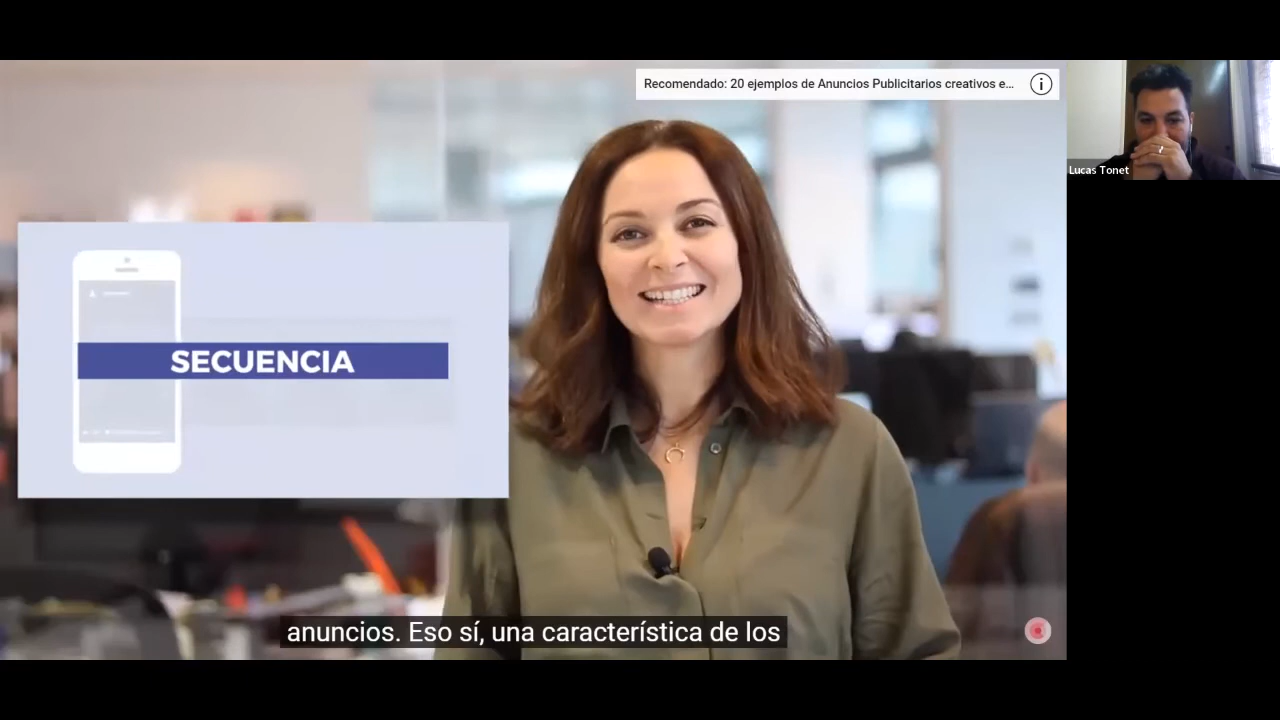 Recomendado: 20 ejemplos de Anuncios Publicitarios creativos e...
Lucas Tonet
SECUENCIA
anuncios. Eso sí, una característica de los